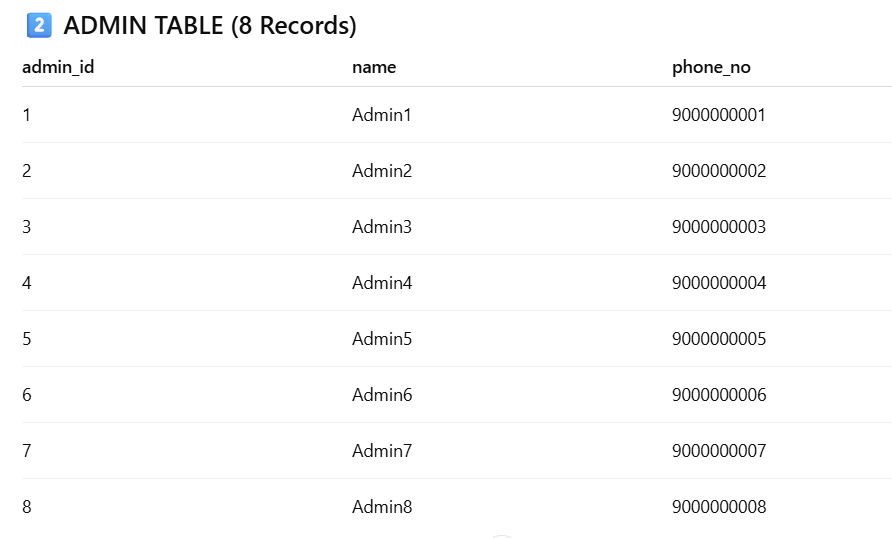 2️⃣ ADMIN TABLE (8 Records)
admin_id name phone_no
1 Admin1 9000000001
2 Admin2 9000000002
3 Admin3 9000000003
4 Admin4 9000000004
5 Admin5 9000000005
6 Admin6 9000000006
7 Admin7 9000000007
8 Admin8 9000000008